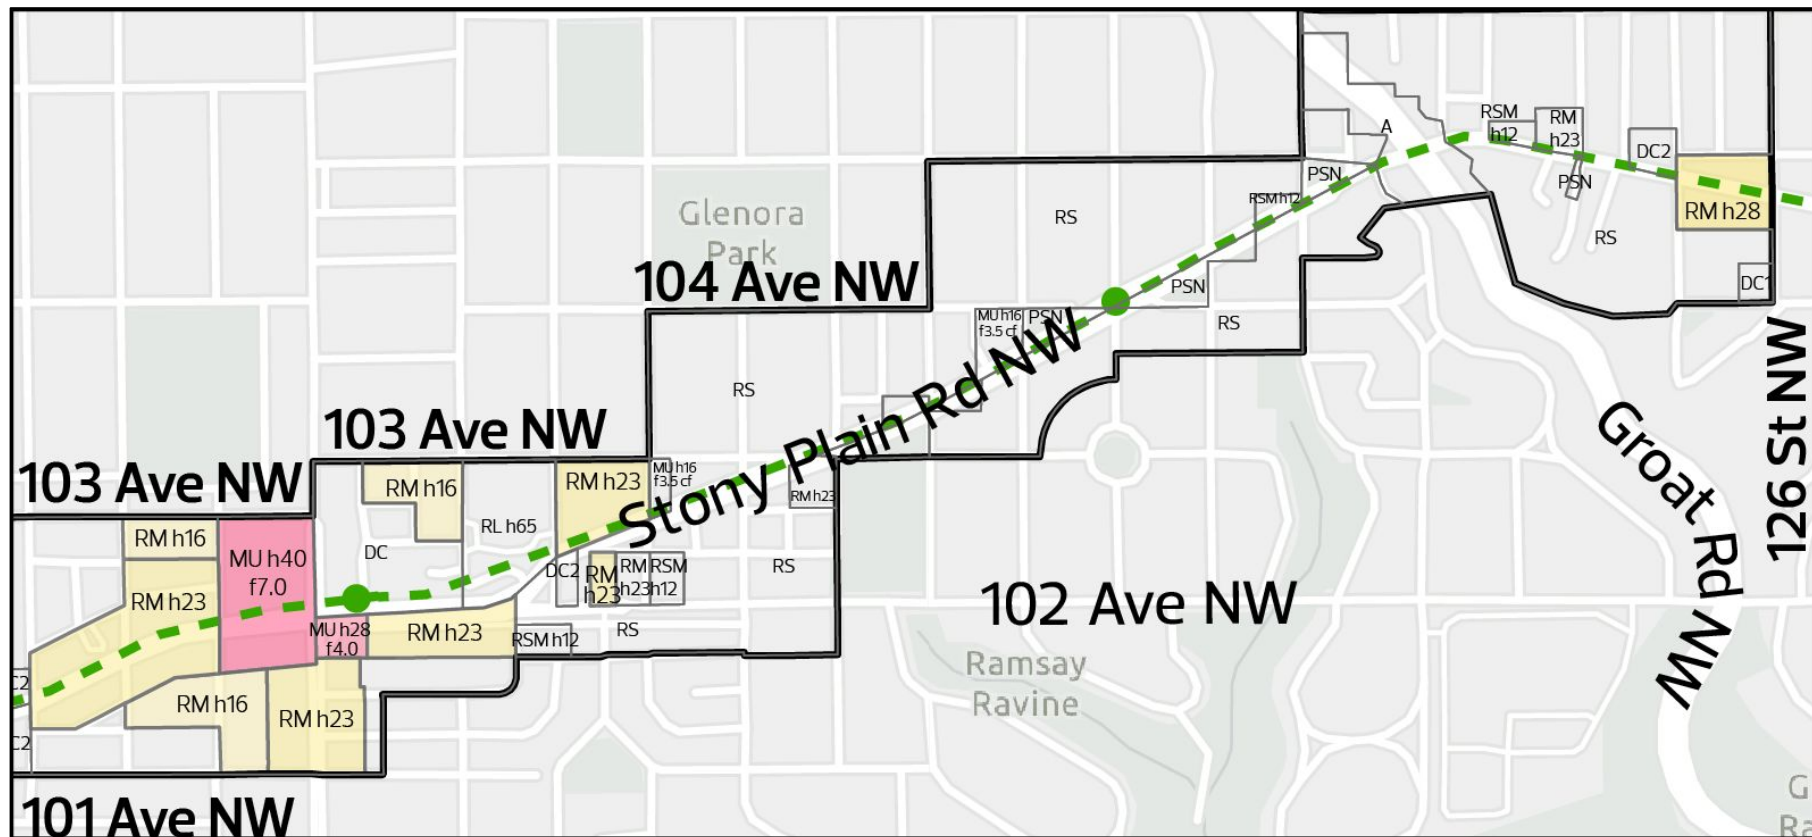 RSM
h12
RM
h23
A
DC2
PSN
PSN
RSM h12
RM h28
Glenora
Park
RS
RS
104 Ave NW
PSN
DC1
MU h16
f3.5 cf
PSN
RS
126 St NW
Stony Plain Rd NW
RS
103 Ave NW
Groat Rd NW
103 Ave NW
RM h16
RM h23
MU h16
f3.5 cf
RM h23
RL h65
RM h16
MU h40
f7.0
DC
DC2
RM
h23
RM
h23
RSM
h12
RS
RM h23
102 Ave NW
MU h28
f4.0
RM h23
RSM h12
RS
Ramsay
Ravine
C2
RM h16
RM h23
C2
101 Ave NW
G
Ra